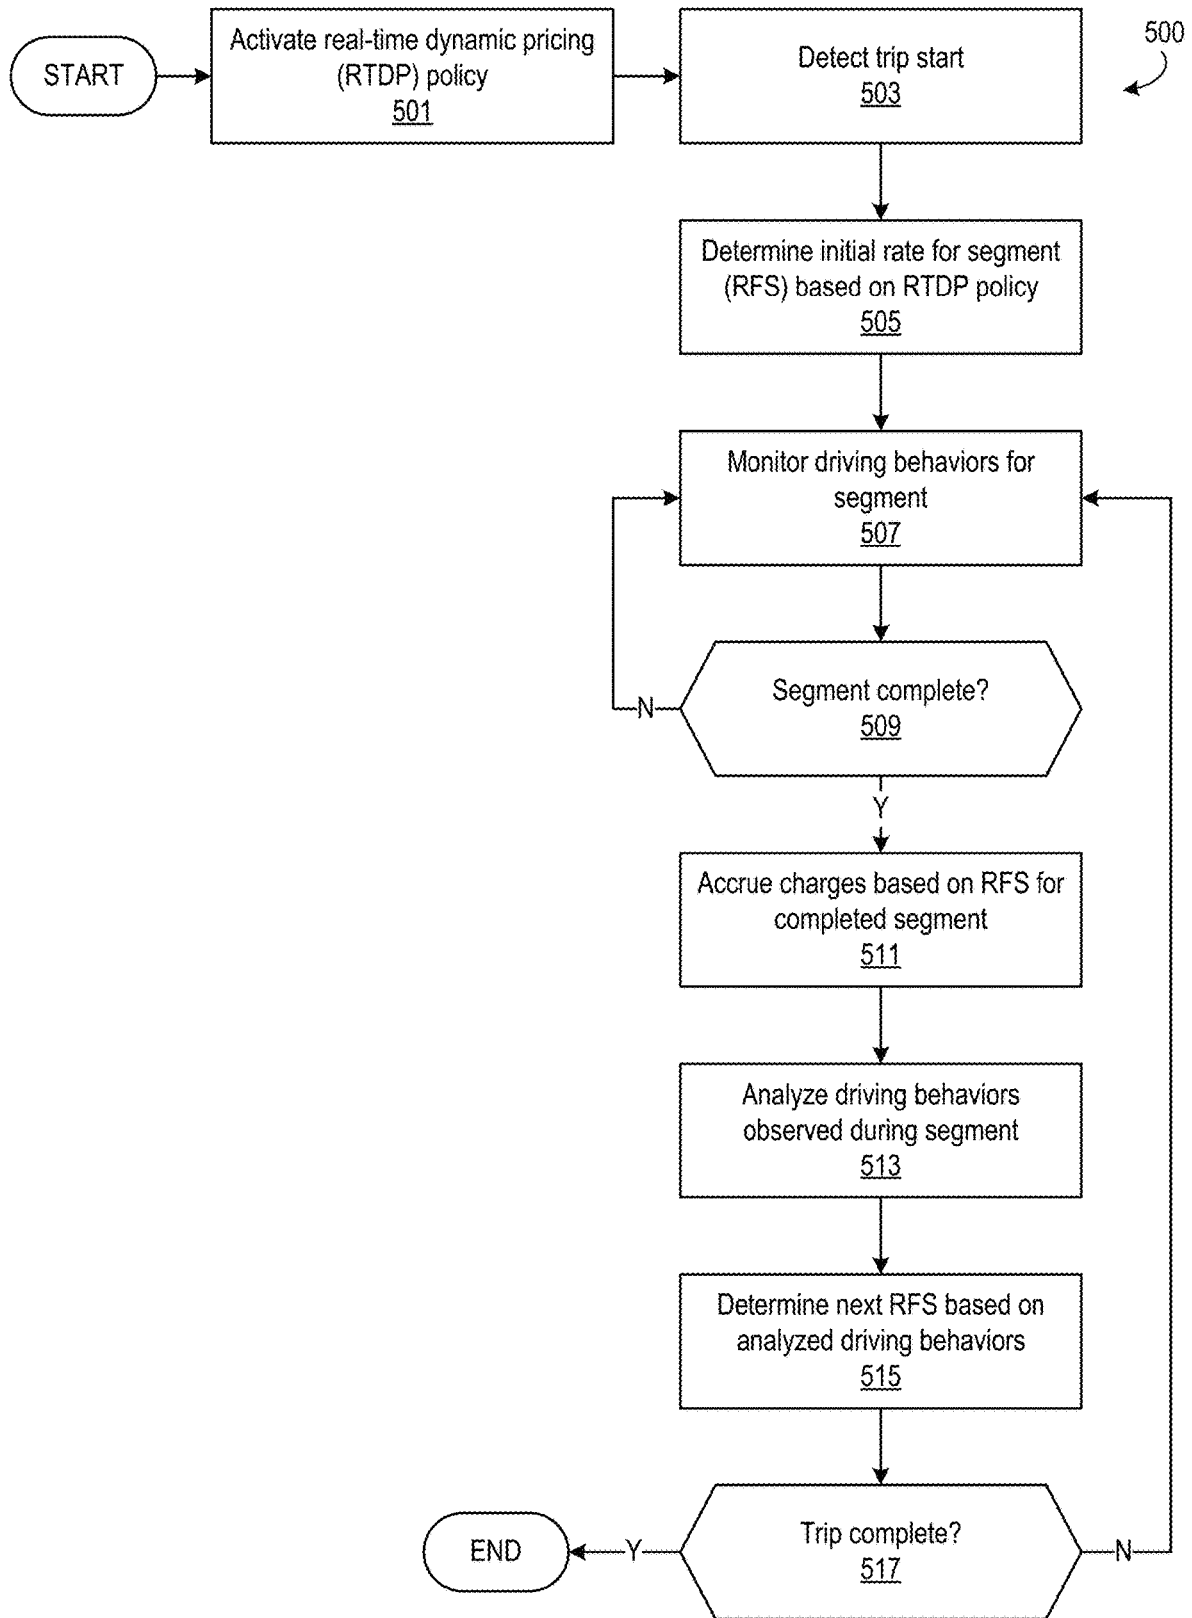 500
START
Activate real-time dynamic pricing
(RTDP) policy
501
Detect trip start
503
Determine initial rate for segment
(RFS) based on RTDP policy
505
Monitor driving behaviors for
segment
507
Segment complete?
509
N
Y
Accrue charges based on RFS for
completed segment
511
Analyze driving behaviors
observed during segment
513
Determine next RFS based on
analyzed driving behaviors
515
Trip complete?
517
Y
N
END